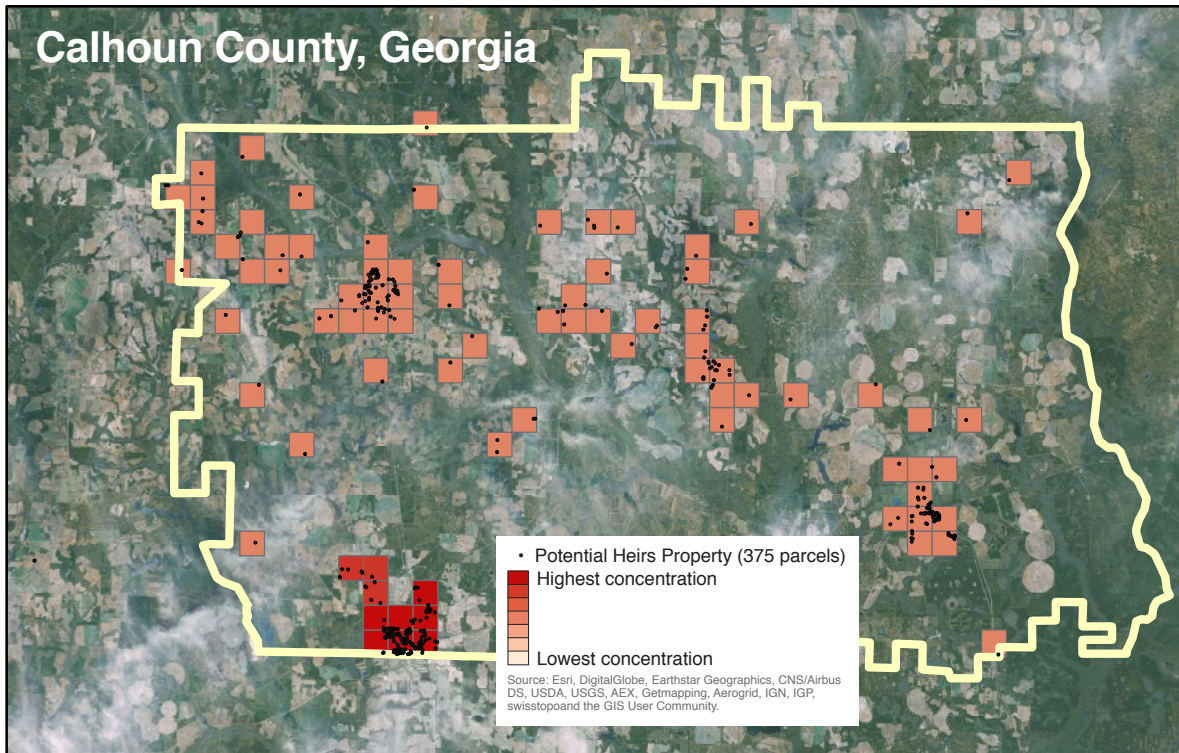 Calhoun County, Georgia
Potential Heirs Property (375 parcels)
Highest concentration
Lowest concentration
Source: Esri, DigitalGlobe, Earthstar Geographics, CNS/Airbus
DS, USDA, USGS, AEX, Getmapping, Aerogrid, IGN, IGP,
swisstopoand the GIS User Community.